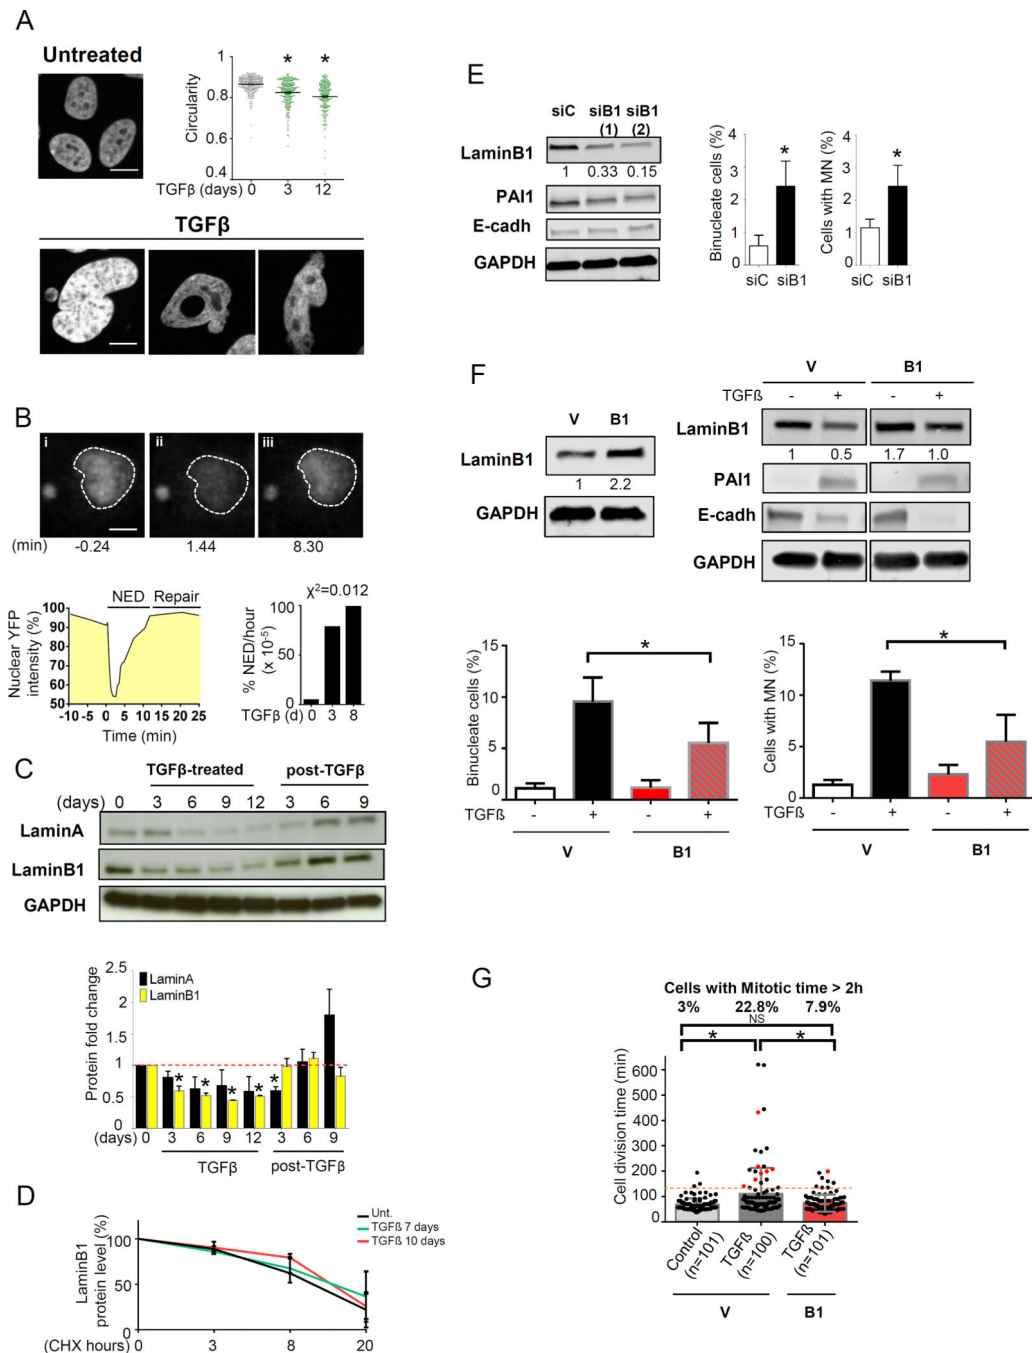 A
Untreated
Circularity
1
0.8
0.6
0.4
* *
TGFβ (days) 0 3 12
TGFβ
B
i ii iii
(min) -0.24 1.44 8.30
NED Repair
Nuclear YFP
intensity (%)
100
90
80
70
60
50
-10 -5 0 5 10 15 20 25
Time (min)
χ²=0.012
% NED/hour
(x 10⁻⁵)
100
50
0
TGFβ (d) 0 3 8
C
TGFβ-treated post-TGFβ
(days) 0 3 6 9 12 3 6 9
LaminA
LaminB1
GAPDH
Protein fold change
2.5
2
1.5
1
0.5
0
LaminA
LaminB1
* * * * *
(days) 0 3 6 9 12 3 6 9
TGFβ post-TGFβ
D
LaminB1
protein level (%)
100
50
0
Unt.
TGFß 7 days
TGFß 10 days
(CHX hours) 0 3 8 20
E
siC siB1 siB1
(1) (2)
LaminB1
1 0.33 0.15
PAI1
E-cadh
GAPDH
Binucleate cells (%)
4
3
2
1
0
*
siC siB1
Cells with MN (%)
4
3
2
1
0
*
siC siB1
F
V B1
LaminB1
1 2.2
GAPDH
V B1
TGFß - + - +
LaminB1
1 0.5 1.7 1.0
PAI1
E-cadh
GAPDH
Binucleate cells (%)
15
10
5
0
*
TGFß - + - +
V B1
Cells with MN (%)
15
10
5
0
*
TGFß - + - +
V B1
G
Cells with Mitotic time > 2h
3% 22.8% 7.9%
NS
* *
Cell division time (min)
600
500
400
300
200
100
0
Control
(n=101)
TGFß
(n=100)
TGFß
(n=101)
V B1